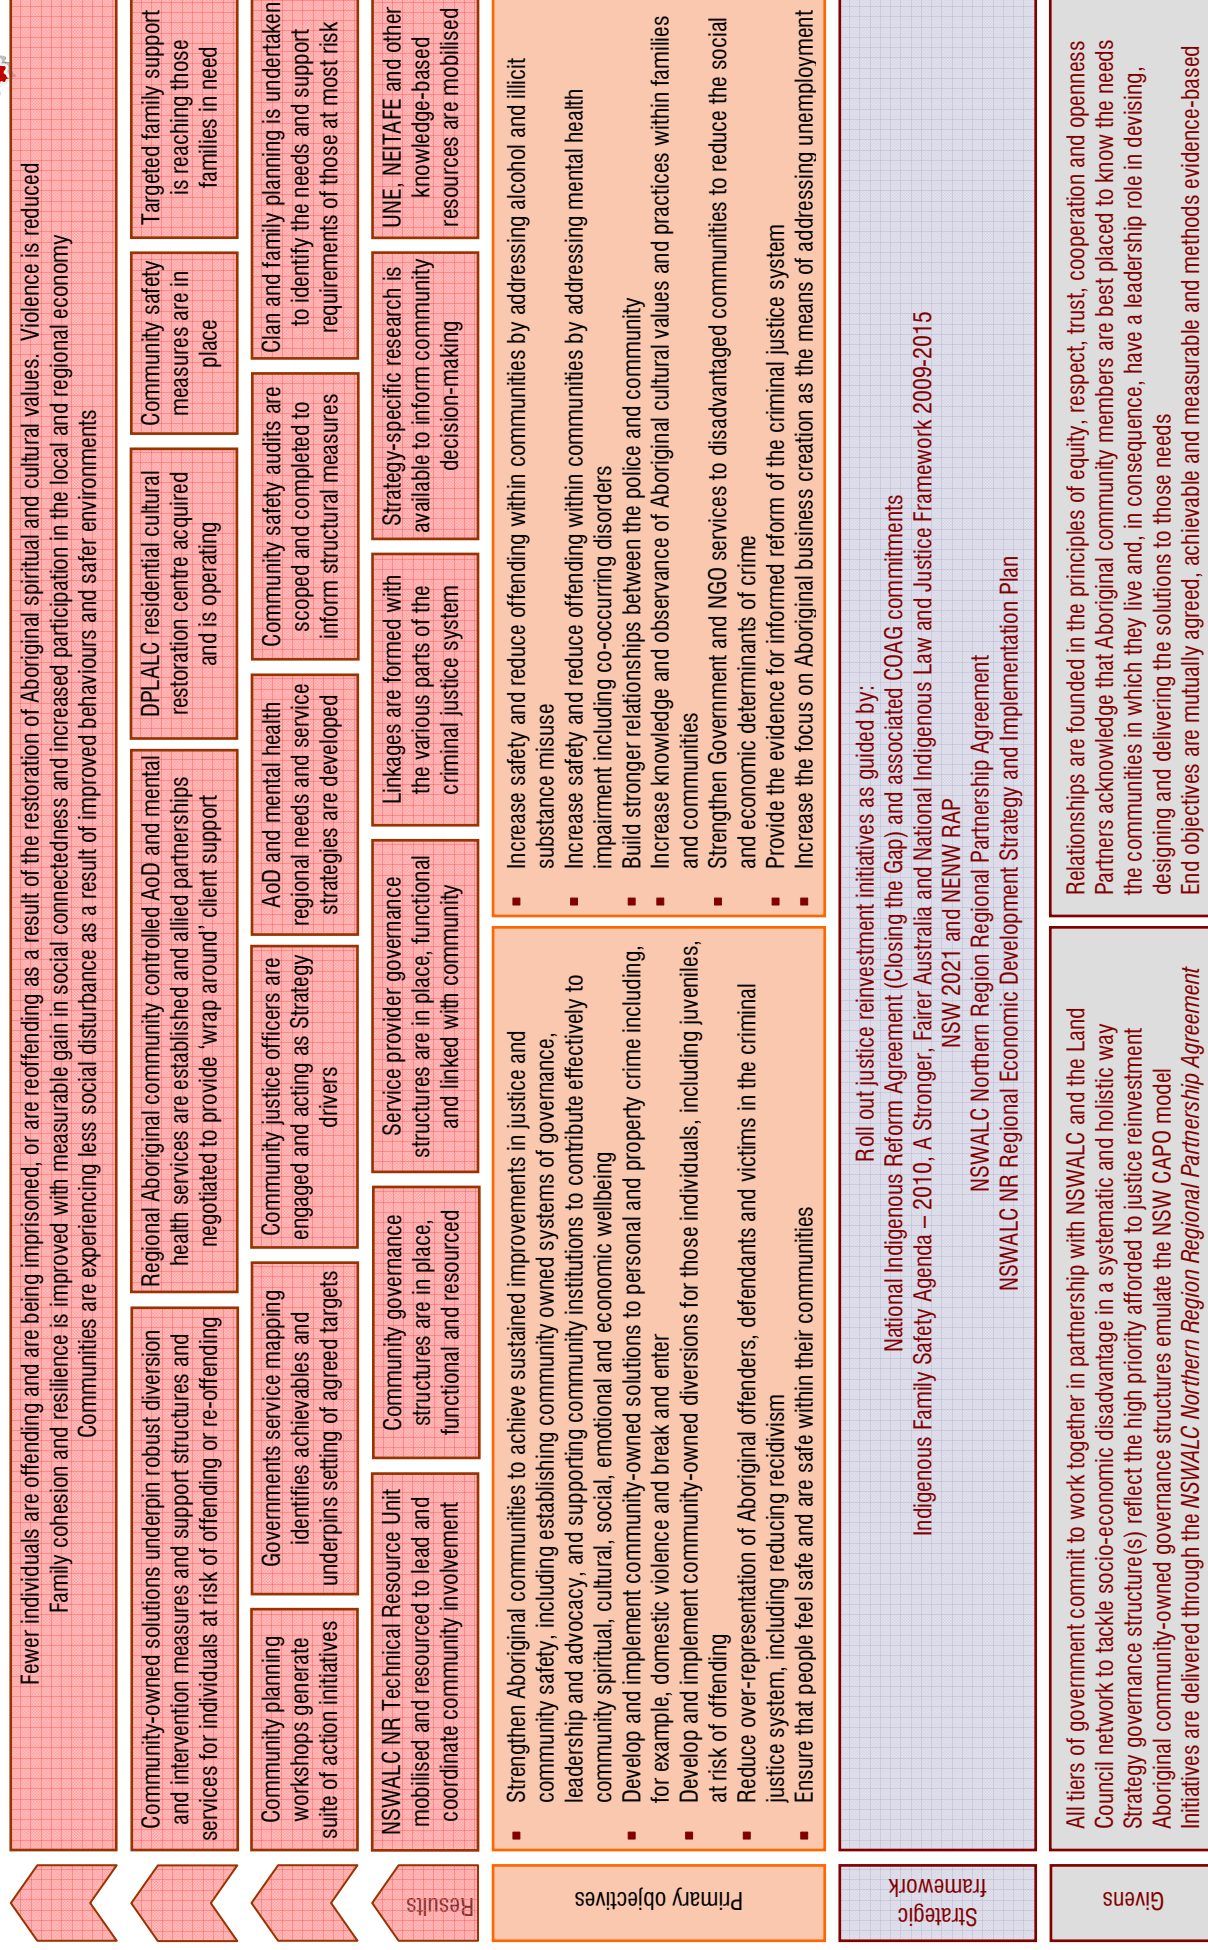 Fewer individuals are offending and are being imprisoned, or are reoffending as a result of the restoration of Aboriginal spiritual and cultural values. Violence is reduced
Family cohesion and resilience is improved with measurable gain in social connectedness and increased participation in the local and regional economy
Communities are experiencing less social disturbance as a result of improved behaviours and safer environments
Community-owned solutions underpin robust diversion
and intervention measures and support structures and
services for individuals at risk of offending or re-offending
Regional Aboriginal community controlled AoD and mental
health services are established and allied partnerships
negotiated to provide ‘wrap around’ client support
DPLALC residential cultural
restoration centre acquired
and is operating
Community safety
measures are in
place
Targeted family support
is reaching those
families in need
Community planning
workshops generate
suite of action initiatives
Governments service mapping
identifies achievables and
underpins setting of agreed targets
Community justice officers are
engaged and acting as Strategy
drivers
AoD and mental health
regional needs and service
strategies are developed
Community safety audits are
scoped and completed to
inform structural measures
Clan and family planning is undertaken
to identify the needs and support
requirements of those at most risk
Results
NSWALC NR Technical Resource Unit
mobilised and resourced to lead and
coordinate community involvement
Community governance
structures are in place,
functional and resourced
Service provider governance
structures are in place, functional
and linked with community
Linkages are formed with
the various parts of the
criminal justice system
Strategy-specific research is
available to inform community
decision-making
UNE, NEITAFE and other
knowledge-based
resources are mobilised
Primary objectives
▪ Strengthen Aboriginal communities to achieve sustained improvements in justice and
community safety, including establishing community owned systems of governance,
leadership and advocacy, and supporting community institutions to contribute effectively to
community spiritual, cultural, social, emotional and economic wellbeing
▪ Develop and implement community-owned solutions to personal and property crime including,
for example, domestic violence and break and enter
▪ Develop and implement community-owned diversions for those individuals, including juveniles,
at risk of offending
▪ Reduce over-representation of Aboriginal offenders, defendants and victims in the criminal
justice system, including reducing recidivism
▪ Ensure that people feel safe and are safe within their communities
▪ Increase safety and reduce offending within communities by addressing alcohol and illicit
substance misuse
▪ Increase safety and reduce offending within communities by addressing mental health
impairment including co-occurring disorders
▪ Build stronger relationships between the police and community
▪ Increase knowledge and observance of Aboriginal cultural values and practices within families
and communities
▪ Strengthen Government and NGO services to disadvantaged communities to reduce the social
and economic determinants of crime
▪ Provide the evidence for informed reform of the criminal justice system
▪ Increase the focus on Aboriginal business creation as the means of addressing unemployment
Strategic
framework
Roll out justice reinvestment initiatives as guided by:
National Indigenous Reform Agreement (Closing the Gap) and associated COAG commitments
Indigenous Family Safety Agenda – 2010, A Stronger, Fairer Australia and National Indigenous Law and Justice Framework 2009-2015
NSW 2021 and NENW RAP
NSWALC Northern Region Regional Partnership Agreement
NSWALC NR Regional Economic Development Strategy and Implementation Plan
Givens
All tiers of government commit to work together in partnership with NSWALC and the Land
Council network to tackle socio-economic disadvantage in a systematic and holistic way
Strategy governance structure(s) reflect the high priority afforded to justice reinvestment
Aboriginal community-owned governance structures emulate the NSW CAPO model
Initiatives are delivered through the NSWALC Northern Region Regional Partnership Agreement
Relationships are founded in the principles of equity, respect, trust, cooperation and openness
Partners acknowledge that Aboriginal community members are best placed to know the needs
the communities in which they live and, in consequence, have a leadership role in devising,
designing and delivering the solutions to those needs
End objectives are mutually agreed, achievable and measurable and methods evidence-based